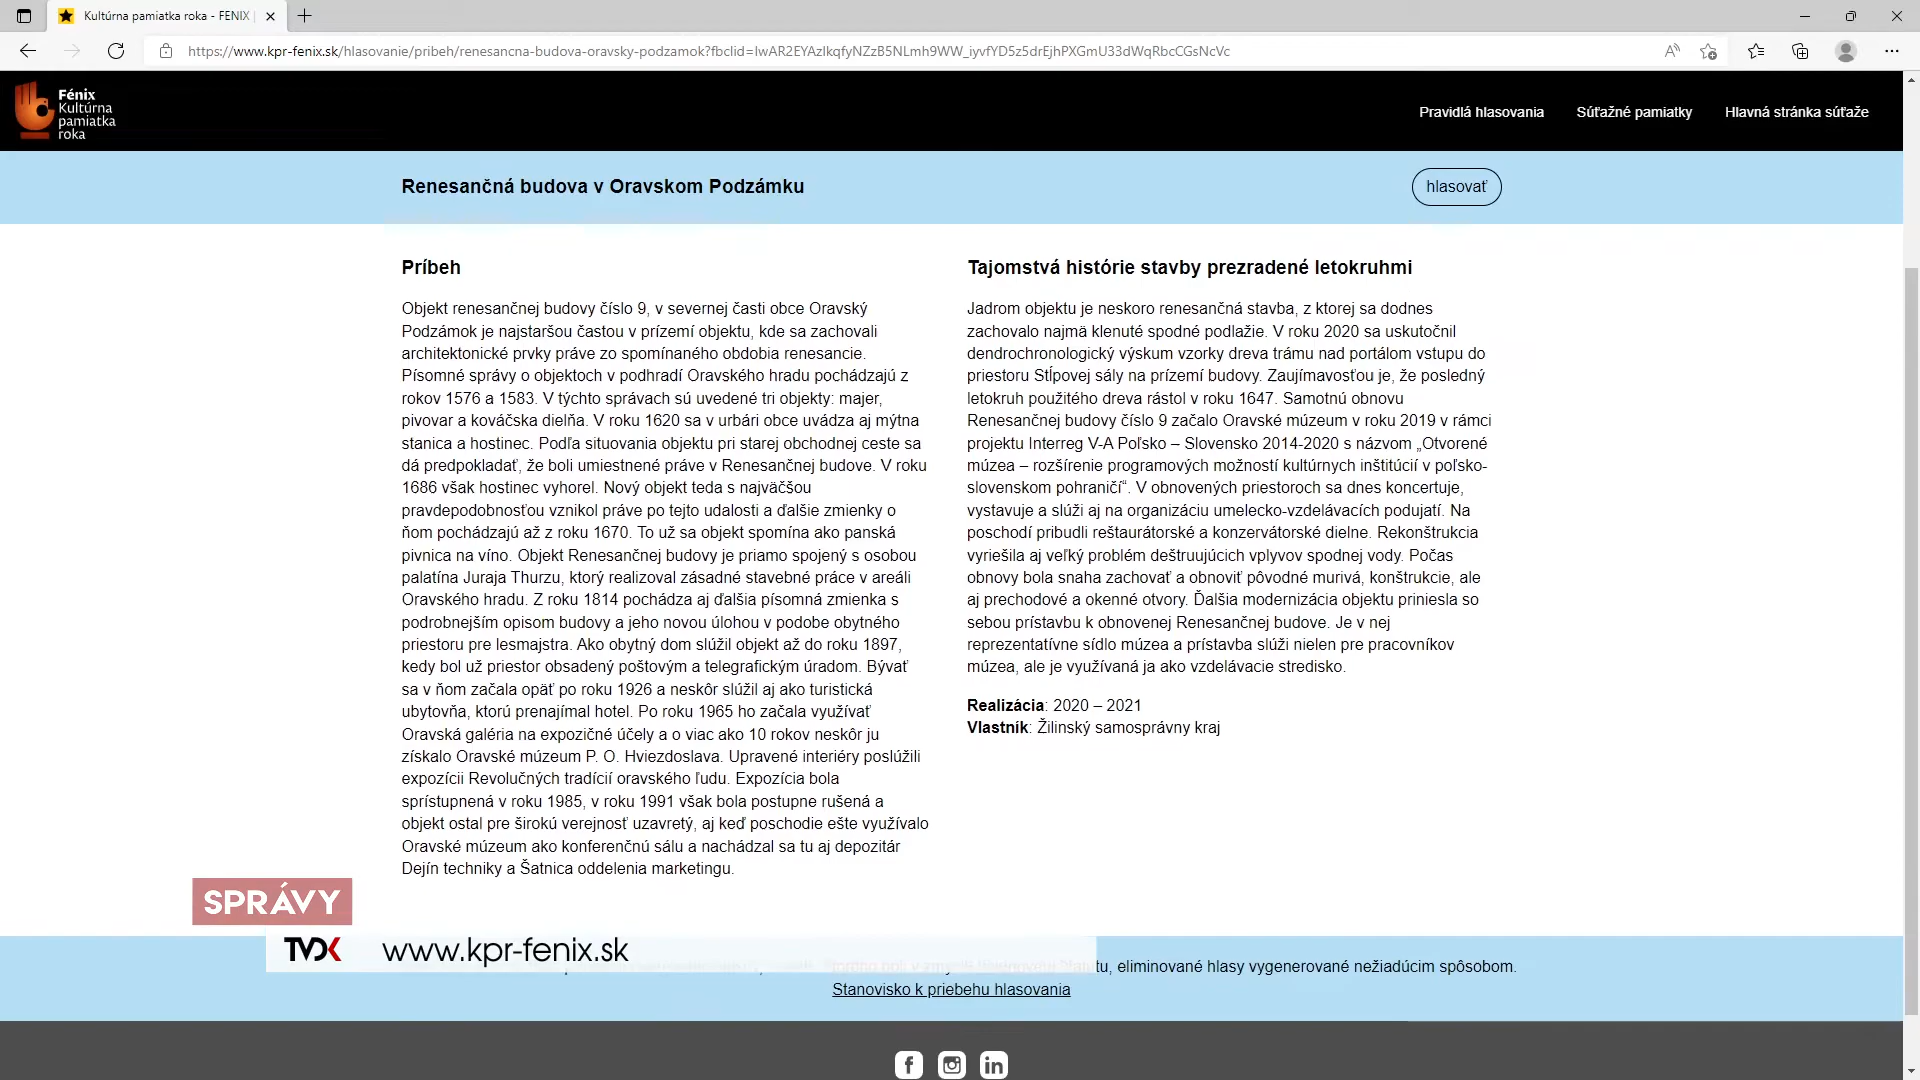 Kultúrna pamiatka roka - FENIX
https://www.kpr-fenix.sk/hlasovanie/pribeh/renesancna-budova-oravsky-podzamok?fbclid=IwAR2EYAzIkqfyNZzB5NLmh9WW_iyvfYD5z5drEjhPXGmU33dWqRbcCGsNcVc
Fénix
Kultúrna
pamiatka
roka
Pravidlá hlasovania
Súťažné pamiatky
Hlavná stránka súťaže
Renesančná budova v Oravskom Podzámku
hlasovať
Príbeh
Objekt renesančnej budovy číslo 9, v severnej časti obce Oravský
Podzámok je najstaršou častou v prízemí objektu, kde sa zachovali
architektonické prvky práve zo spomínaného obdobia renesancie.
Písomné správy o objektoch v podhradí Oravského hradu pochádzajú z
rokov 1576 a 1583. V týchto správach sú uvedené tri objekty: majer,
pivovar a kováčska dielňa. V roku 1620 sa v urbári obce uvádza aj mýtna
stanica a hostinec. Podľa situovania objektu pri starej obchodnej ceste sa
dá predpokladať, že boli umiestnené práve v Renesančnej budove. V roku
1686 však hostinec vyhorel. Nový objekt teda s najväčšou
pravdepodobnosťou vznikol práve po tejto udalosti a ďalšie zmienky o
ňom pochádzajú až z roku 1670. To už sa objekt spomína ako panská
pivnica na víno. Objekt Renesančnej budovy je priamo spojený s osobou
palatína Juraja Thurzu, ktorý realizoval zásadné stavebné práce v areáli
Oravského hradu. Z roku 1814 pochádza aj ďalšia písomná zmienka s
podrobnejším opisom budovy a jeho novou úlohou v podobe obytného
priestoru pre lesmajstra. Ako obytný dom slúžil objekt až do roku 1897,
kedy bol už priestor obsadený poštovým a telegrafickým úradom. Bývať
sa v ňom začala opäť po roku 1926 a neskôr slúžil aj ako turistická
ubytovňa, ktorú prenajímal hotel. Po roku 1965 ho začala využívať
Oravská galéria na expozičné účely a o viac ako 10 rokov neskôr ju
získalo Oravské múzeum P. O. Hviezdoslava. Upravené interiéry poslúžili
expozícii Revolučných tradícií oravského ľudu. Expozícia bola
sprístupnená v roku 1985, v roku 1991 však bola postupne rušená a
objekt ostal pre širokú verejnosť uzavretý, aj keď poschodie ešte využívalo
Oravské múzeum ako konferenčnú sálu a nachádzal sa tu aj depozitár
Dejín techniky a Šatnica oddelenia marketingu.
Tajomstvá histórie stavby prezradené letokruhmi
Jadrom objektu je neskoro renesančná stavba, z ktorej sa dodnes
zachovalo najmä klenuté spodné podlažie. V roku 2020 sa uskutočnil
dendrochronologický výskum vzorky dreva trámu nad portálom vstupu do
priestoru Stĺpovej sály na prízemí budovy. Zaujímavosťou je, že posledný
letokruh použitého dreva rástol v roku 1647. Samotnú obnovu
Renesančnej budovy číslo 9 začalo Oravské múzeum v roku 2019 v rámci
projektu Interreg V-A Poľsko – Slovensko 2014-2020 s názvom „Otvorené
múzea – rozšírenie programových možností kultúrnych inštitúcií v poľsko-
slovenskom pohraničí“. V obnovených priestoroch sa dnes koncertuje,
vystavuje a slúži aj na organizáciu umelecko-vzdelávacích podujatí. Na
poschodí pribudli reštaurátorské a konzervátorské dielne. Rekonštrukcia
vyriešila aj veľký problém deštruujúcich vplyvov spodnej vody. Počas
obnovy bola snaha zachovať a obnoviť pôvodné murivá, konštrukcie, ale
aj prechodové a okenné otvory. Ďalšia modernizácia objektu priniesla so
sebou prístavbu k obnovenej Renesančnej budove. Je v nej
reprezentatívne sídlo múzea a prístavba slúži nielen pre pracovníkov
múzea, ale je využívaná ja ako vzdelávacie stredisko.
Realizácia: 2020 – 2021
Vlastník: Žilinský samosprávny kraj
SPRÁVY
TVDK www.kpr-fenix.sk
eliminované hlasy vygenerované nežiadúcim spôsobom.
Stanovisko k priebehu hlasovania